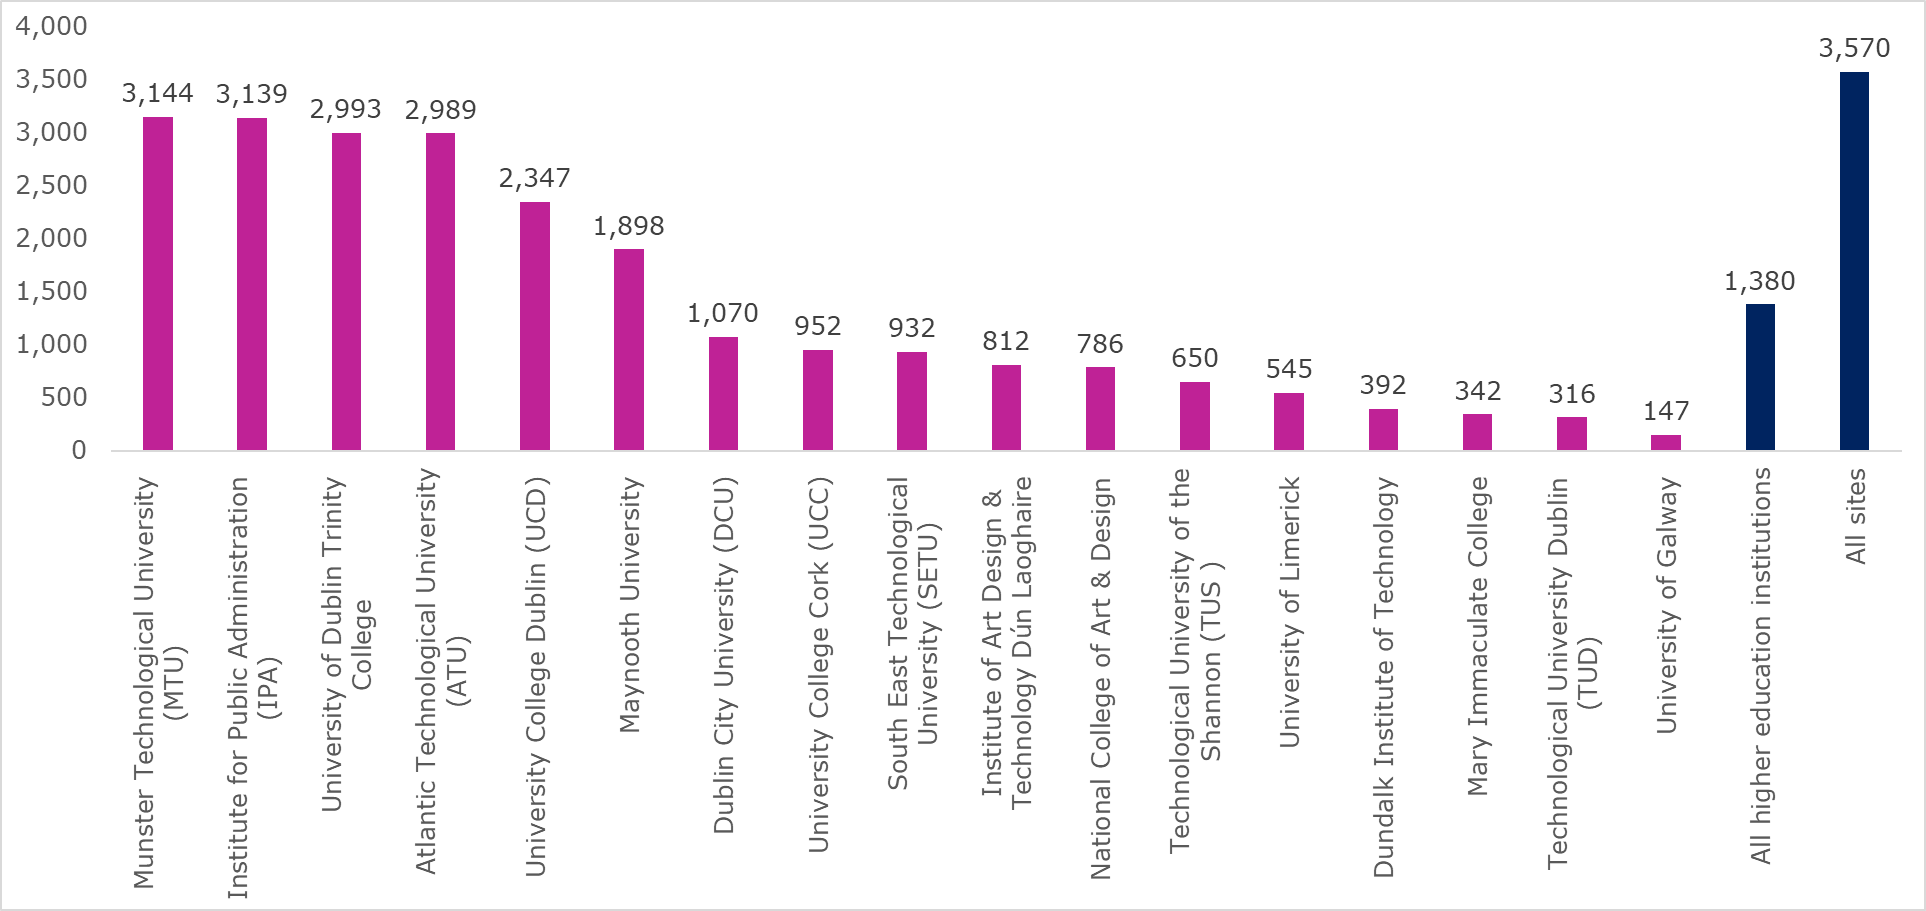 4,000
3,500
3,000
2,500
2,000
1,500
1,000
500
0
3,144
3,139
2,993
2,989
2,347
1,898
1,070
952
932
812
786
650
545
392
342
316
147
1,380
3,570
Munster Technological University
(MTU)
Institute for Public Administration
(IPA)
University of Dublin Trinity
College
Atlantic Technological University
(ATU)
University College Dublin (UCD)
Maynooth University
Dublin City University (DCU)
University College Cork (UCC)
South East Technological
University (SETU)
Institute of Art Design &
Technology Dún Laoghaire
National College of Art & Design
Technological University of the
Shannon (TUS )
University of Limerick
Dundalk Institute of Technology
Mary Immaculate College
Technological University Dublin
(TUD)
University of Galway
All higher education institutions
All sites